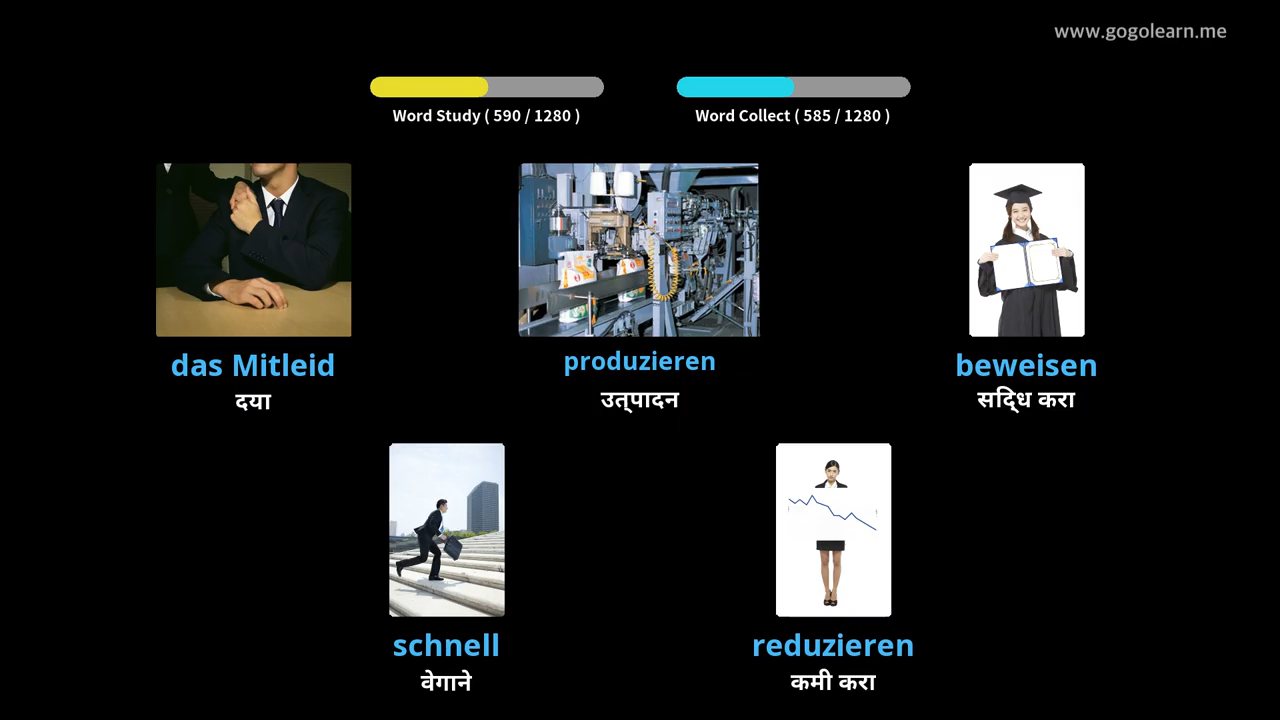 www.gogolearn.me
Word Study ( 590 / 1280 )
Word Collect ( 585 / 1280 )
das Mitleid
produzieren
beweisen
दया
उत्‌पादन
सद्‌धि करा
schnell
reduzieren
वेगाने
कमी करा